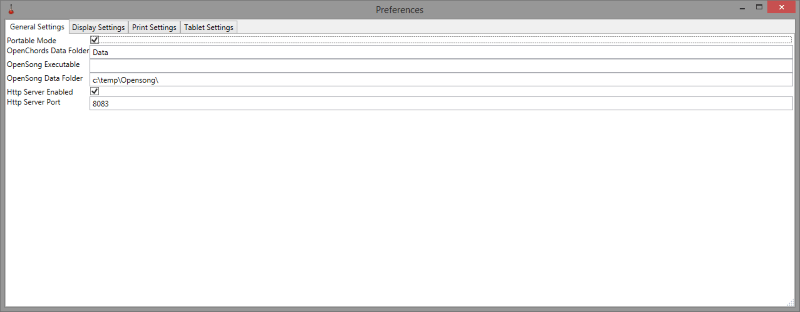 Preferences
General Settings Display Settings Print Settings Tablet Settings
Portable Mode
OpenChords Data Folder Data
OpenSong Executable
OpenSong Data Folder c:\temp\Opensong\
Http Server Enabled
Http Server Port 8083